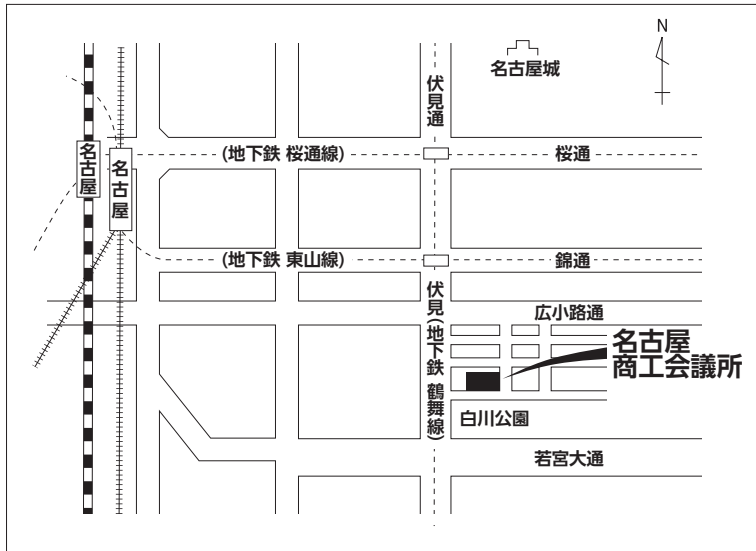 N
名古屋城
伏見通
名古屋
名古屋
(地下鉄 桜通線)
桜通
(地下鉄 東山線)
錦通
伏見(地下鉄 鶴舞線)
広小路通
名古屋
商工会議所
白川公園
若宮大通